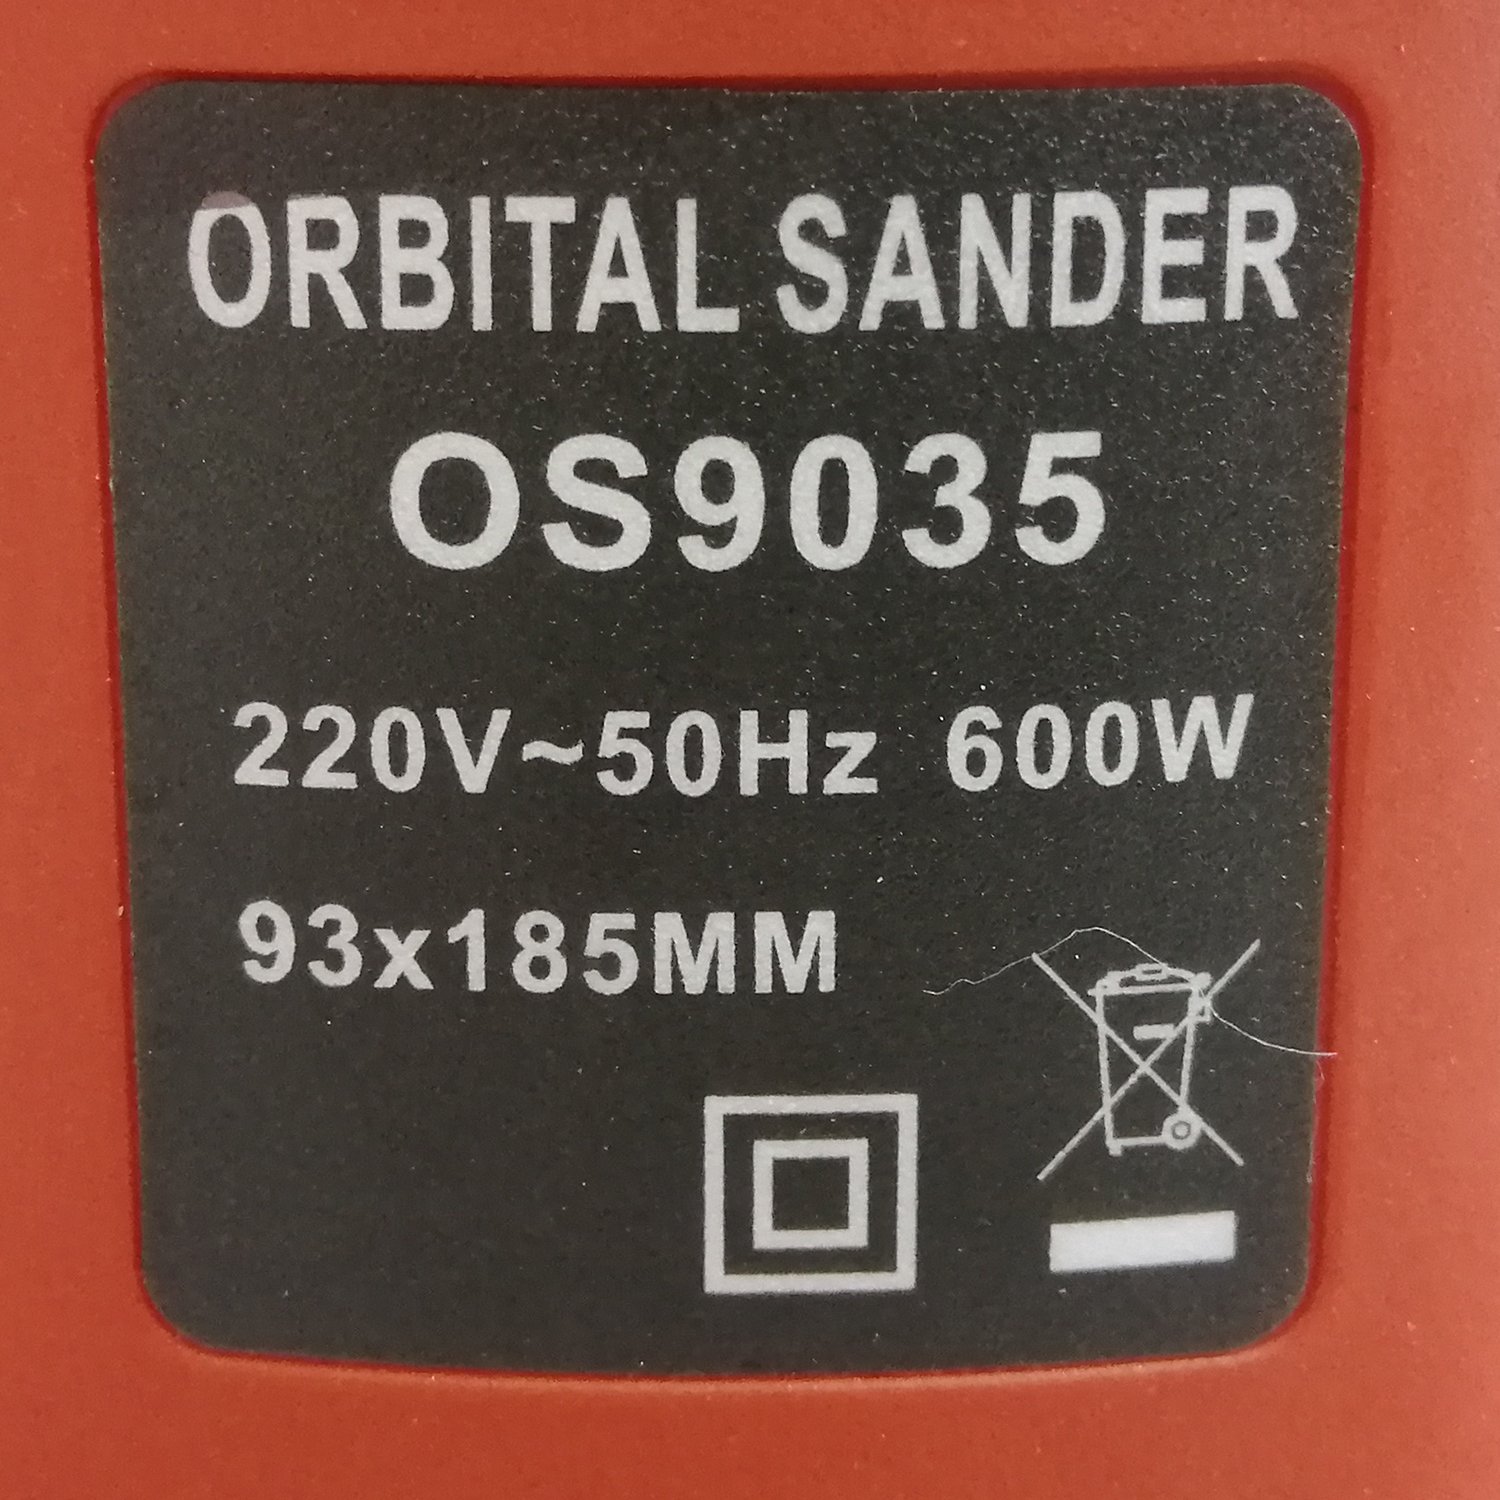 ORBITAL SANDER
OS9035
220V~50Hz 600W
93x185MM